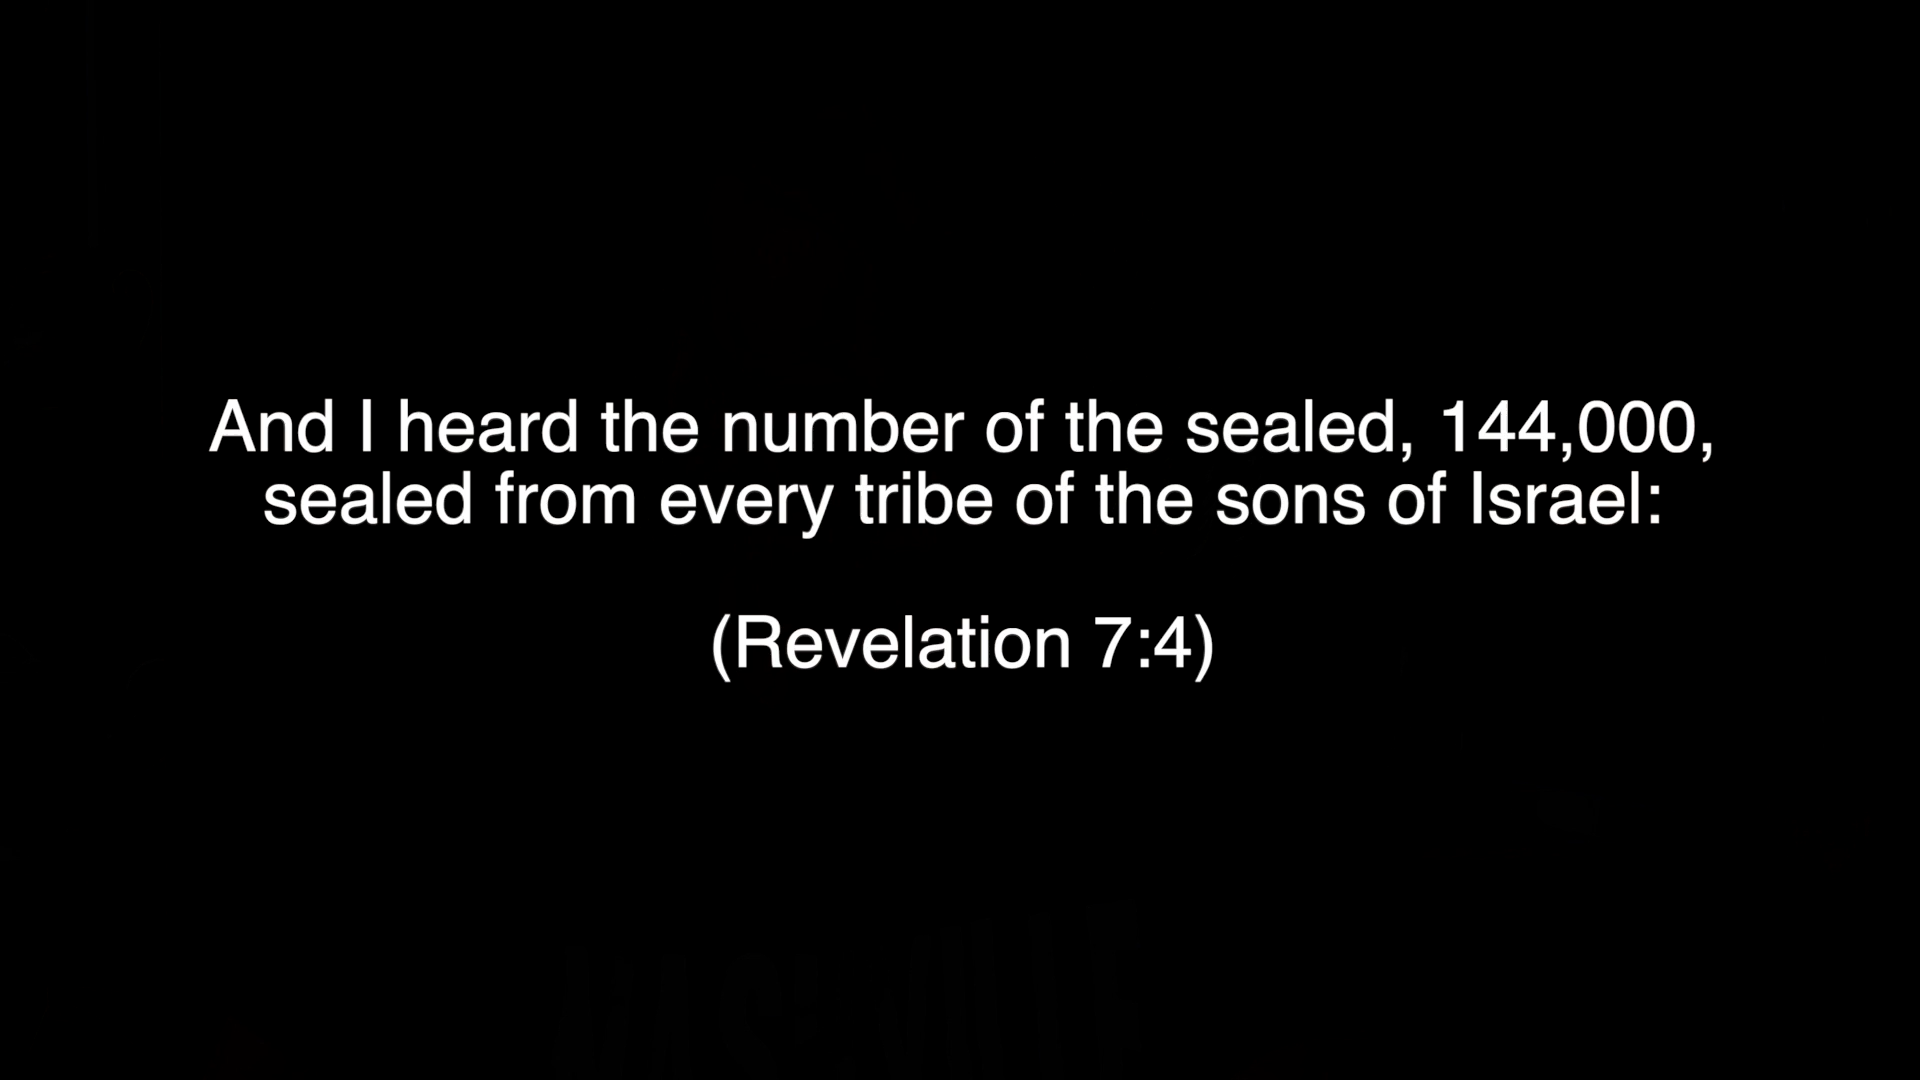 And I heard the number of the sealed, 144,000,
sealed from every tribe of the sons of Israel:
(Revelation 7:4)